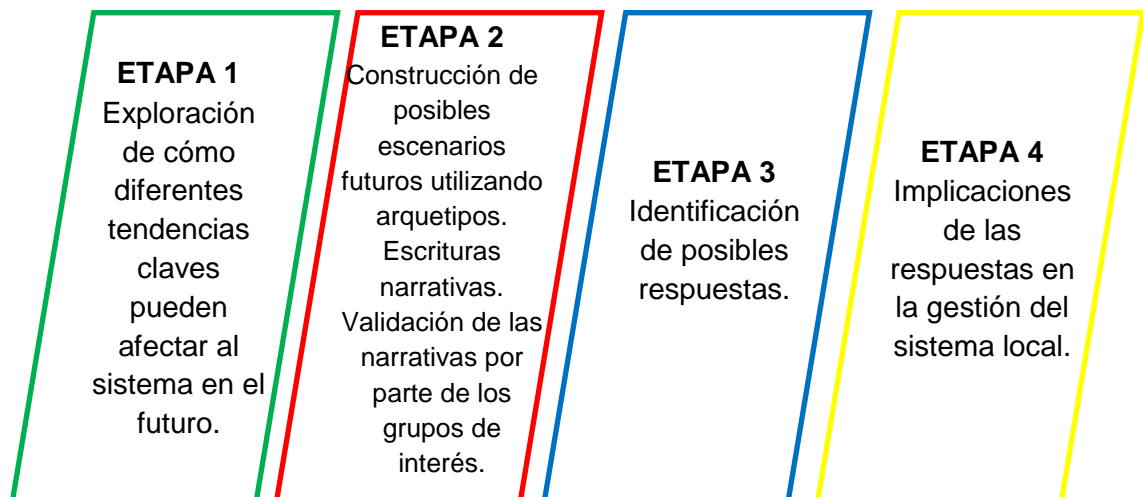 ETAPA 1
Exploración
de cómo
diferentes
tendencias
claves
pueden
afectar al
sistema en el
futuro.
ETAPA 2
Construcción de
posibles
escenarios
futuros utilizando
arquetipos.
Escrituras
narrativas.
Validación de las
narrativas por
parte de los
grupos de
interés.
ETAPA 3
Identificación
de posibles
respuestas.
ETAPA 4
Implicaciones
de las
respuestas en
la gestión del
sistema local.